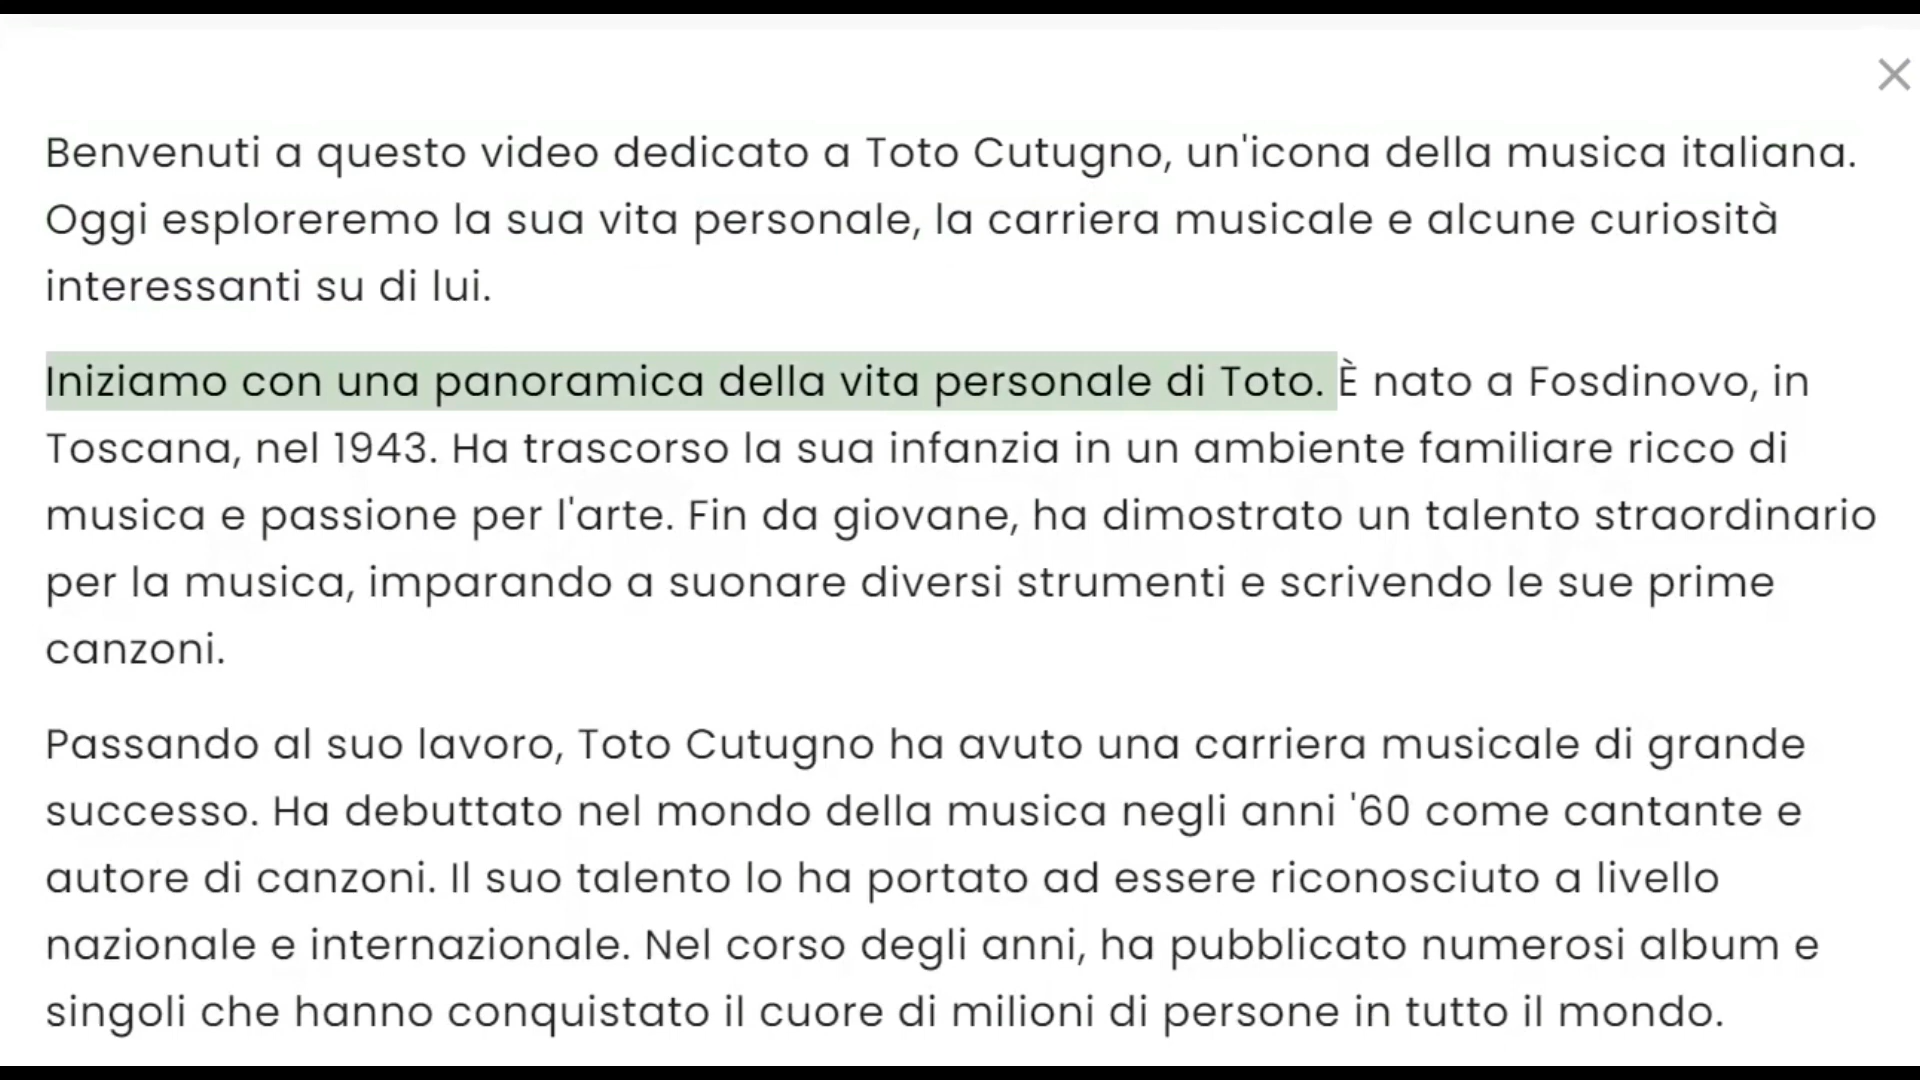 Benvenuti a questo video dedicato a Toto Cutugno, un'icona della musica italiana.
Oggi esploreremo la sua vita personale, la carriera musicale e alcune curiosità
interessanti su di lui.
Iniziamo con una panoramica della vita personale di Toto. È nato a Fosdinovo, in
Toscana, nel 1943. Ha trascorso la sua infanzia in un ambiente familiare ricco di
musica e passione per l'arte. Fin da giovane, ha dimostrato un talento straordinario
per la musica, imparando a suonare diversi strumenti e scrivendo le sue prime
canzoni.
Passando al suo lavoro, Toto Cutugno ha avuto una carriera musicale di grande
successo. Ha debuttato nel mondo della musica negli anni '60 come cantante e
autore di canzoni. Il suo talento lo ha portato ad essere riconosciuto a livello
nazionale e internazionale. Nel corso degli anni, ha pubblicato numerosi album e
singoli che hanno conquistato il cuore di milioni di persone in tutto il mondo.